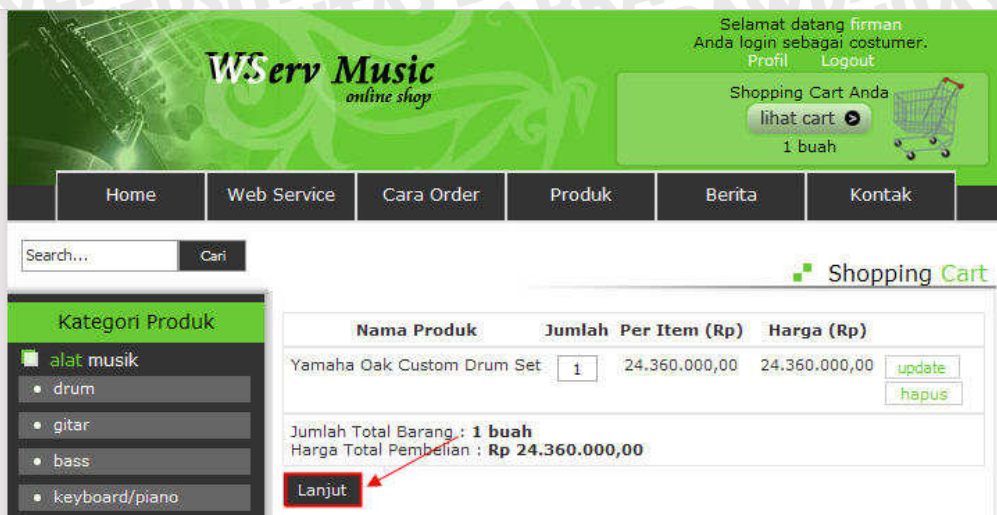 Selamat datang firman
Anda login sebagai costumer.
Profil Logout
WServ Music
online shop
Shopping Cart Anda
lihat cart
1 buah
Home Web Service Cara Order Produk Berita Kontak
Search... Cari
Shopping Cart
Kategori Produk
alat musik
drum
gitar
bass
keyboard/piano
Nama Produk Jumlah Per Item (Rp) Harga (Rp)
Yamaha Oak Custom Drum Set 1 24.360.000,00 24.360.000,00 update
hapus
Jumlah Total Barang : 1 buah
Harga Total Pembelian : Rp 24.360.000,00
Lanjut